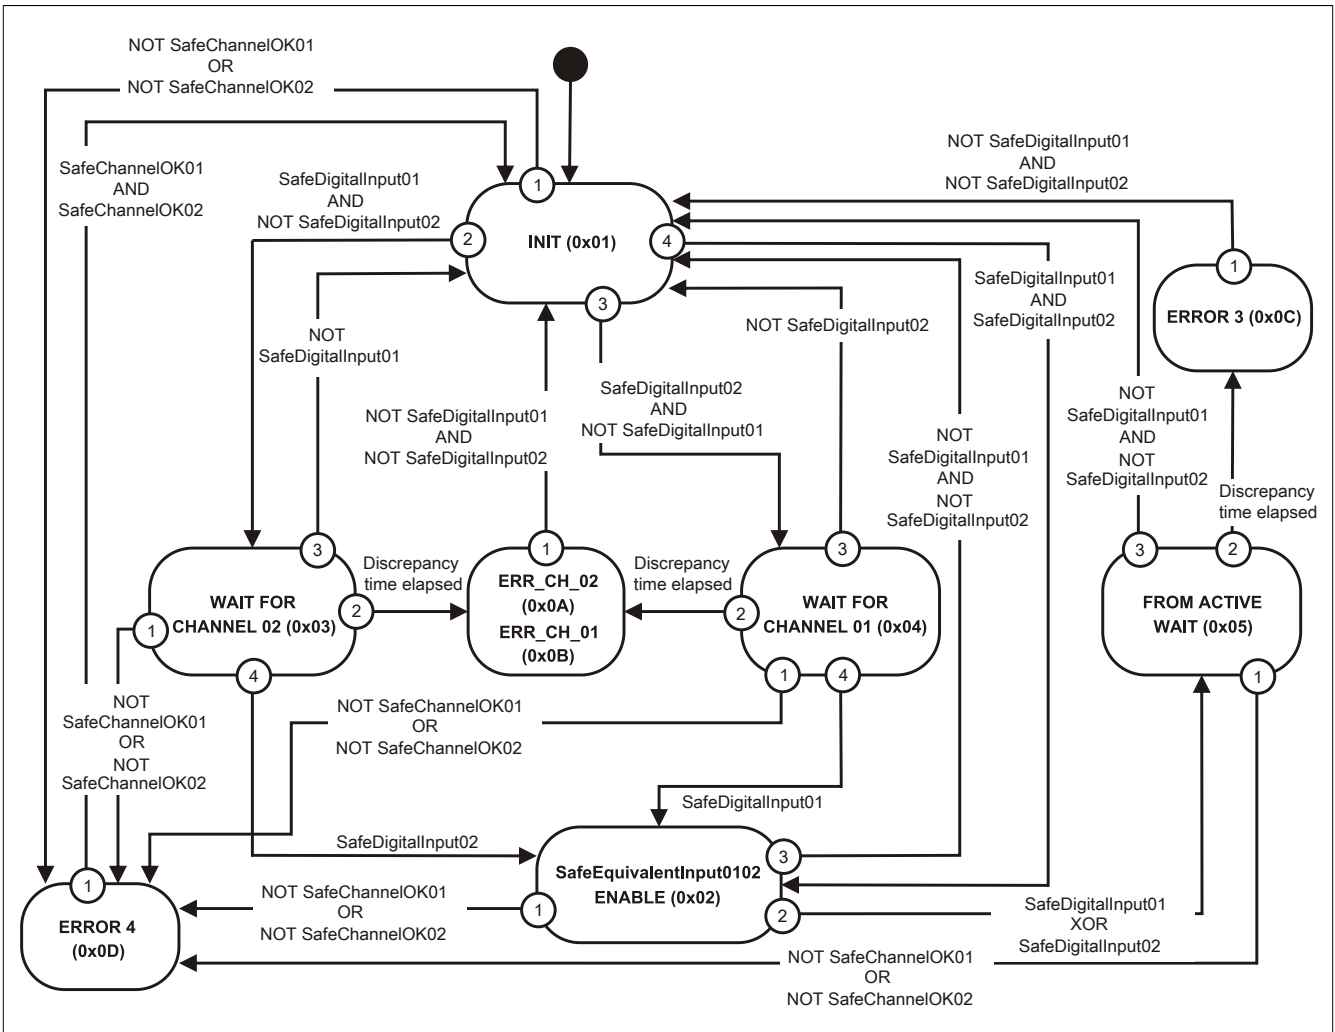 NOT SafeChannelOK01
OR
NOT SafeChannelOK02
SafeChannelOK01
AND
SafeChannelOK02
SafeDigitalInput01
AND
NOT SafeDigitalInput02
1
2
INIT (0x01)
4
3
NOT SafeDigitalInput01
AND
NOT SafeDigitalInput02
SafeDigitalInput01
AND
SafeDigitalInput02
1
ERROR 3 (0x0C)
NOT
SafeDigitalInput01
NOT SafeDigitalInput02
NOT SafeDigitalInput01
AND
NOT SafeDigitalInput02
SafeDigitalInput02
AND
NOT SafeDigitalInput01
NOT
SafeDigitalInput01
AND
NOT
SafeDigitalInput02
NOT
SafeDigitalInput01
AND
NOT
SafeDigitalInput02
Discrepancy
time elapsed
3
WAIT FOR
CHANNEL 02 (0x03)
1
2
4
Discrepancy
time elapsed
1
ERR_CH_02
(0x0A)
ERR_CH_01
(0x0B)
Discrepancy
time elapsed
3
2
WAIT FOR
CHANNEL 01 (0x04)
1
4
3
2
FROM ACTIVE
WAIT (0x05)
1
NOT
SafeChannelOK01
OR
NOT
SafeChannelOK02
NOT SafeChannelOK01
OR
NOT SafeChannelOK02
SafeDigitalInput01
SafeDigitalInput02
3
SafeEquivalentInput0102
ENABLE (0x02)
1
2
1
ERROR 4
(0x0D)
NOT SafeChannelOK01
OR
NOT SafeChannelOK02
SafeDigitalInput01
XOR
SafeDigitalInput02
NOT SafeChannelOK01
OR
NOT SafeChannelOK02